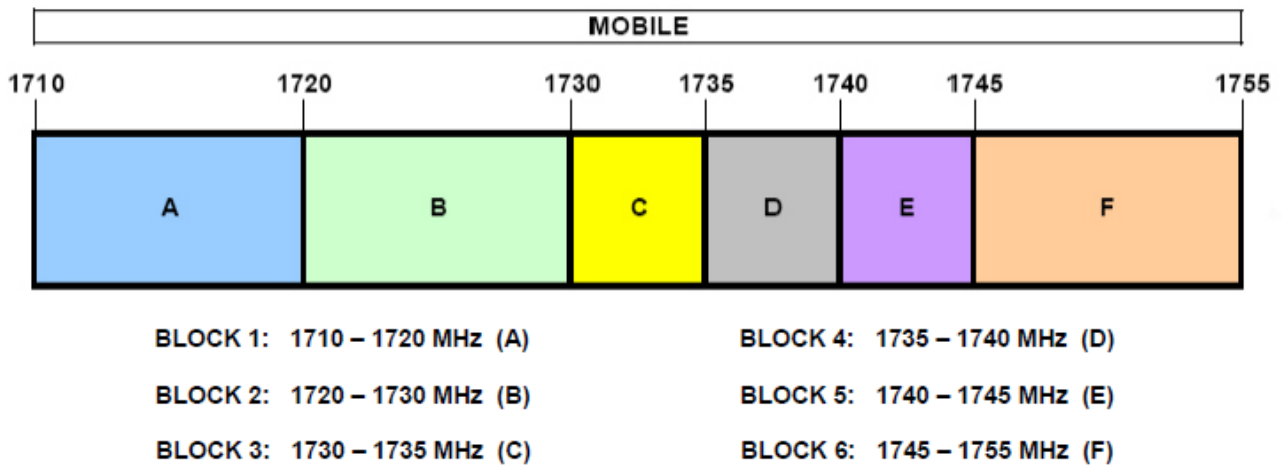 MOBILE
1710 1720 1730 1735 1740 1745 1755
A B C D E F
BLOCK 1: 1710 – 1720 MHz (A) BLOCK 4: 1735 – 1740 MHz (D)
BLOCK 2: 1720 – 1730 MHz (B) BLOCK 5: 1740 – 1745 MHz (E)
BLOCK 3: 1730 – 1735 MHz (C) BLOCK 6: 1745 – 1755 MHz (F)